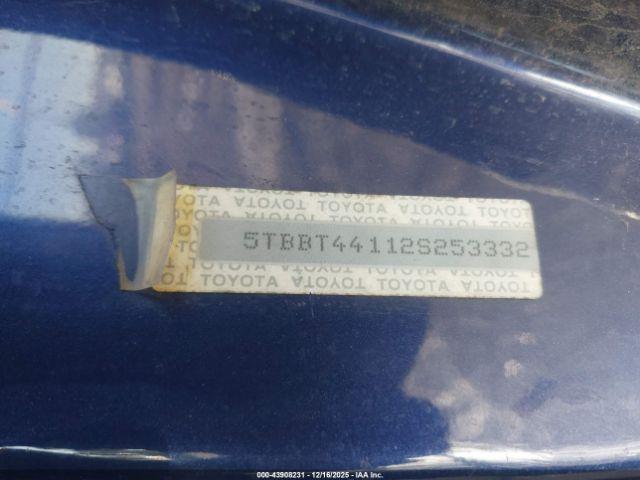 TOYOTA TOYOTA TOYOTA TOYOTA
5TBBT44112S253332
TOYOTA TOYOTA TOYOTA TOYOTA TOYOTA
000-43908231 - 12/16/2025 - IAA Inc.